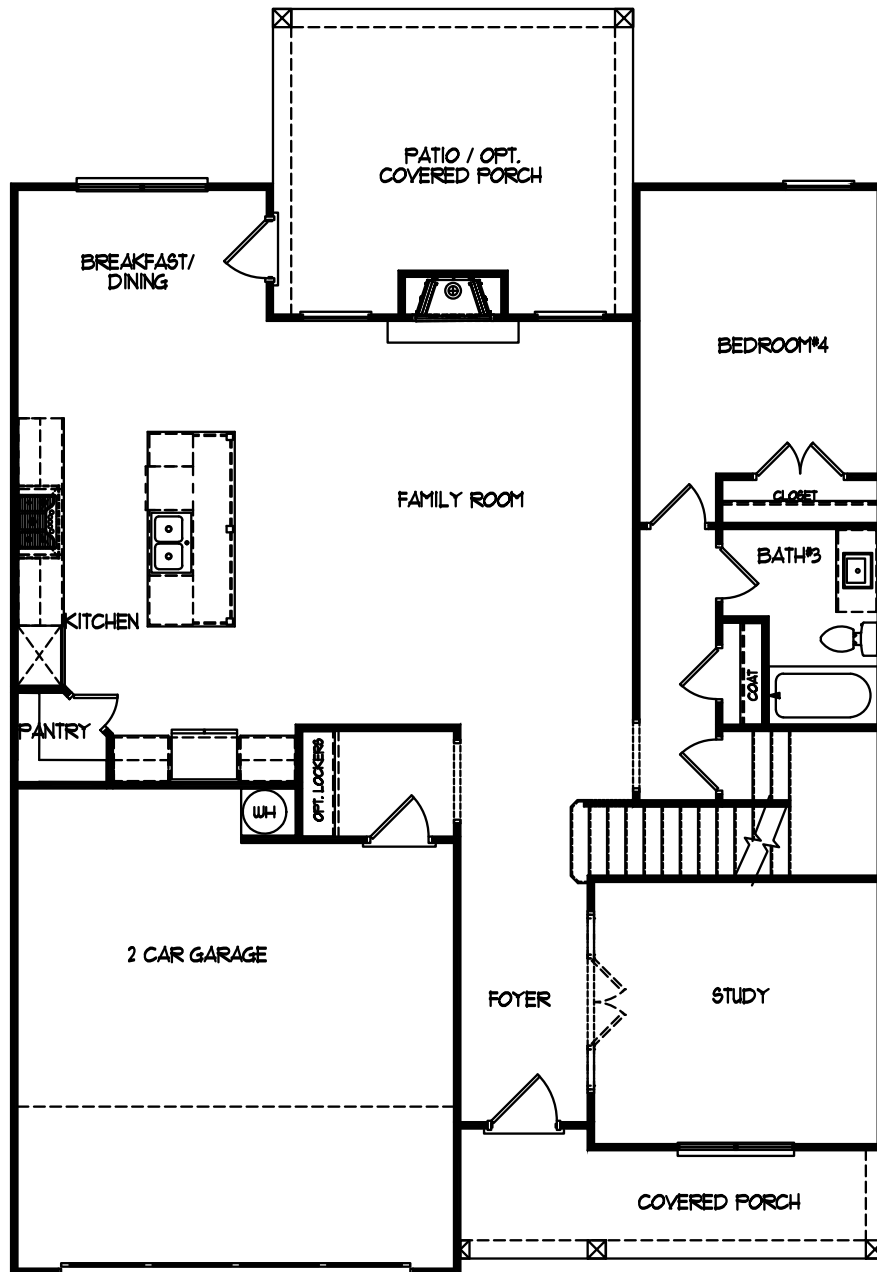 PATIO / OPT.
COVERED PORCH
BREAKFAST/
DINING
BEDROOM#4
FAMILY ROOM
CLOSET
BATH#3
KITCHEN
COAT
PANTRY
OPT. LOCKERS
WH
2 CAR GARAGE
FOYER
STUDY
COVERED PORCH